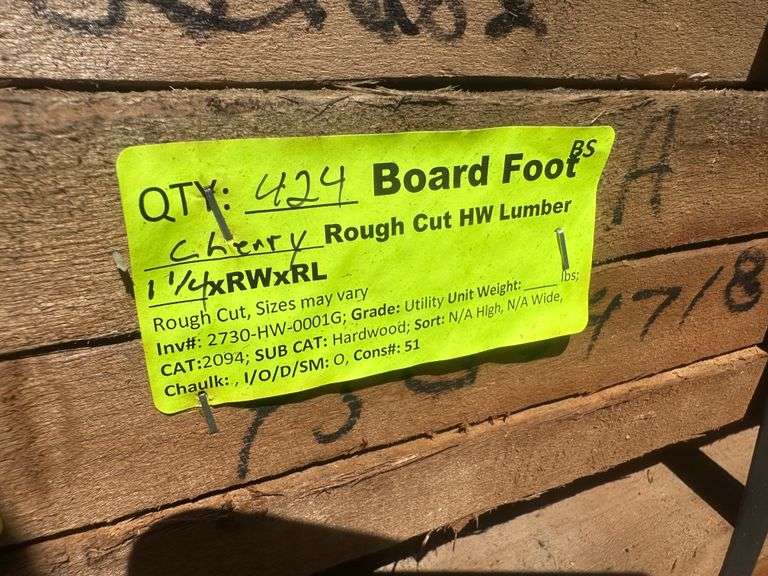 QTY: 424 Board Foot BS
Cherry Rough Cut HW Lumber
1 1/4xRWxRL
Rough Cut, Sizes may vary
Inv#: 2730-HW-0001G; Grade: Utility Unit Weight: _____ lbs;
CAT:2094; SUB CAT: Hardwood; Sort: N/A High, N/A Wide,
Chaulk: , I/O/D/SM: O, Cons#: 51
A
4718